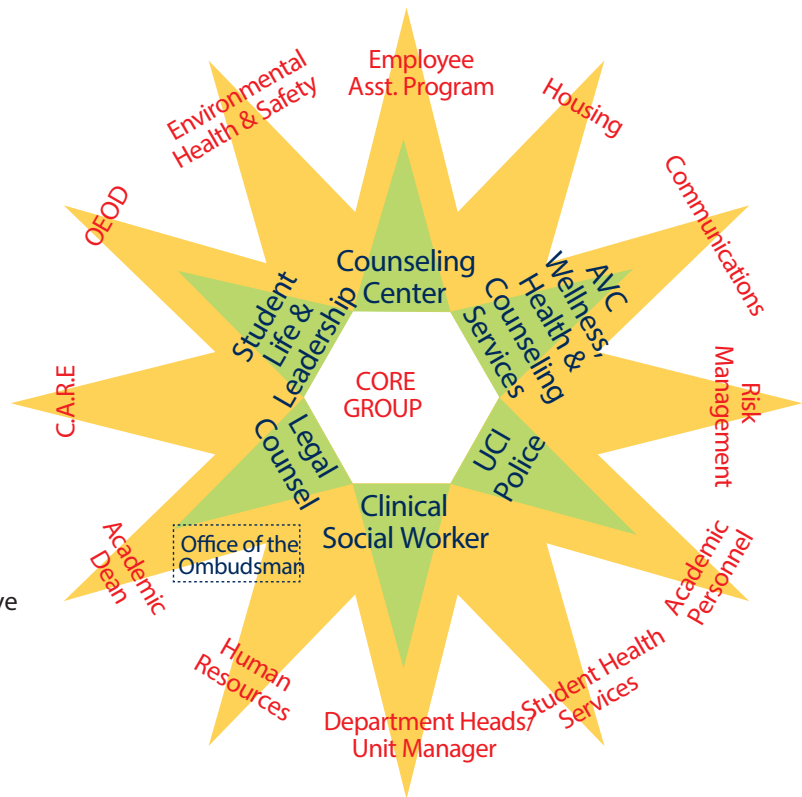 Employee
Asst. Program
Housing
Communications
Risk
Management
Academic
Personnel
Student Health
Services
Department Heads/
Unit Manager
Human
Resources
Academic
Dean
C.A.R.E
OEOD
Environmental
Health & Safety
Counseling
Center
AVC
Wellness,
Health &
Counseling
Services
UCI
Police
Clinical
Social Worker
Legal
Counsel
Student
Life &
Leadership
CORE
GROUP
Office of the
Ombudsman